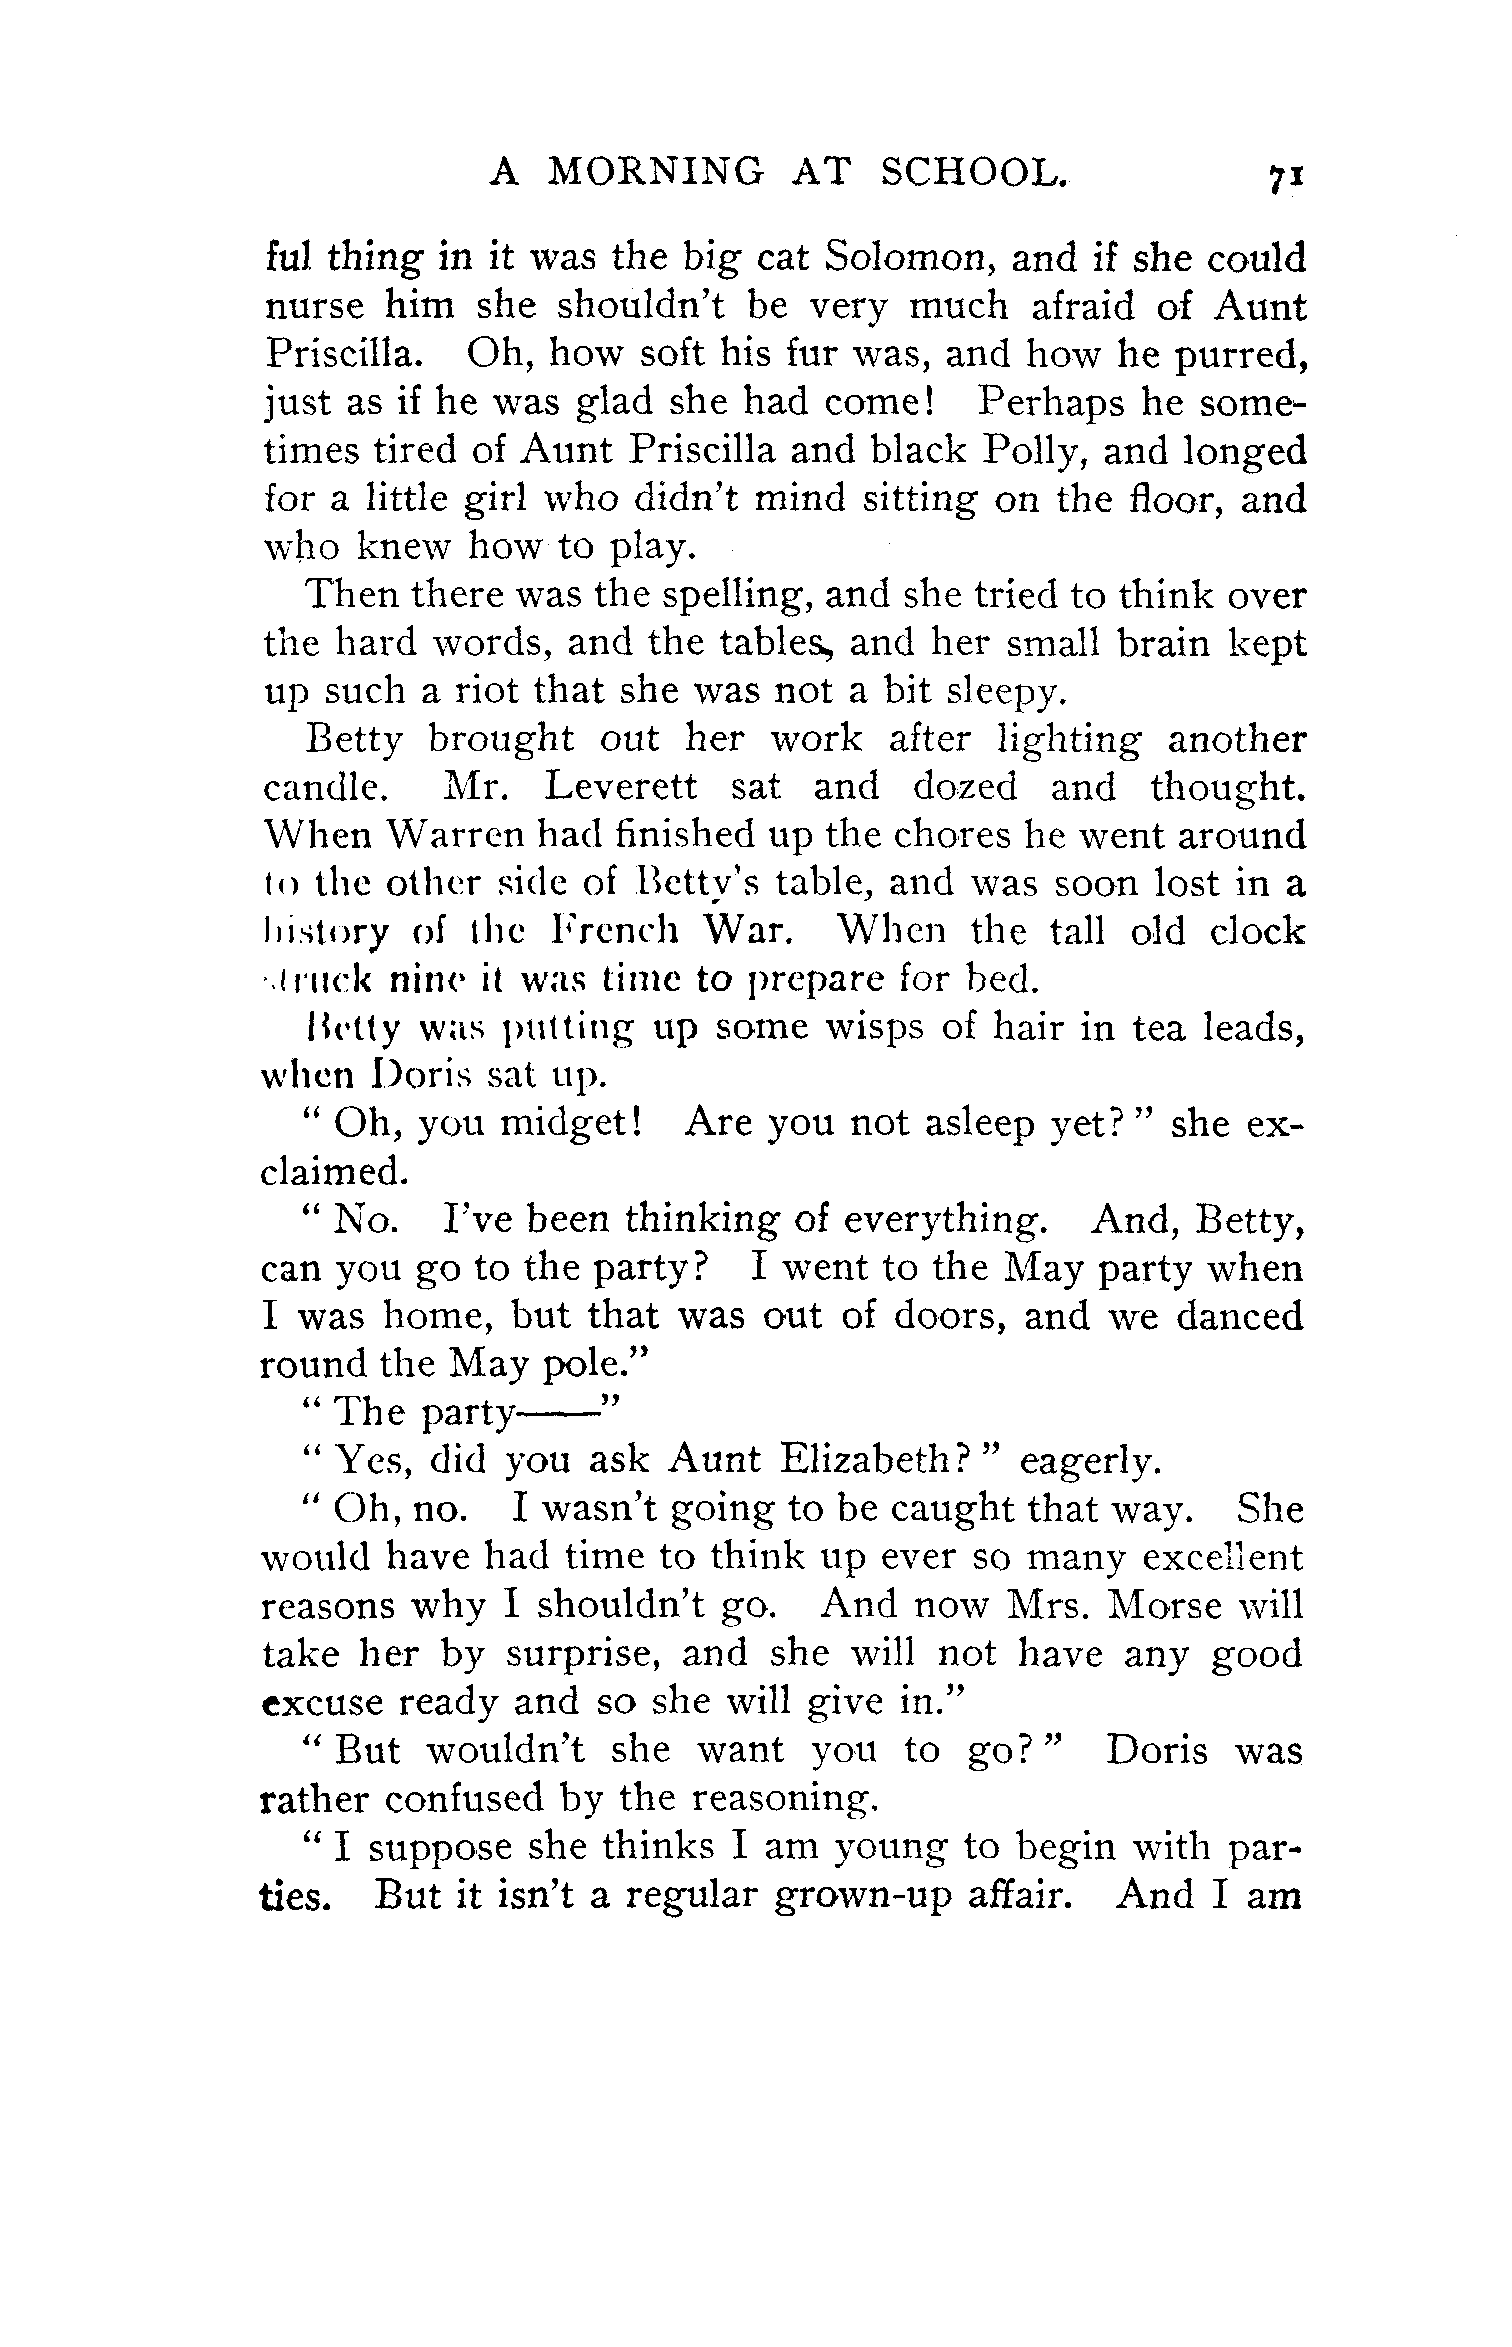 A MORNING AT SCHOOL. 71
ful thing in it was the big cat Solomon, and if she could
nurse him she shouldn't be very much afraid of Aunt
Priscilla. Oh, how soft his fur was, and how he purred,
just as if he was glad she had come! Perhaps he some-
times tired of Aunt Priscilla and black Polly, and longed
for a little girl who didn't mind sitting on the floor, and
who knew how to play.
Then there was the spelling, and she tried to think over
the hard words, and the tables, and her small brain kept
up such a riot that she was not a bit sleepy.
Betty brought out her work after lighting another
candle. Mr. Leverett sat and dozed and thought.
When Warren had finished up the chores he went around
to the other side of Betty's table, and was soon lost in a
history of the French War. When the tall old clock
struck nine it was time to prepare for bed.
Betty was putting up some wisps of hair in tea leads,
when Doris sat up.
" Oh, you midget! Are you not asleep yet? " she ex-
claimed.
" No. I've been thinking of everything. And, Betty,
can you go to the party? I went to the May party when
I was home, but that was out of doors, and we danced
round the May pole."
" The party——"
" Yes, did you ask Aunt Elizabeth? " eagerly.
" Oh, no. I wasn't going to be caught that way. She
would have had time to think up ever so many excellent
reasons why I shouldn't go. And now Mrs. Morse will
take her by surprise, and she will not have any good
excuse ready and so she will give in."
" But wouldn't she want you to go? " Doris was
rather confused by the reasoning.
" I suppose she thinks I am young to begin with par-
ties. But it isn't a regular grown-up affair. And I am